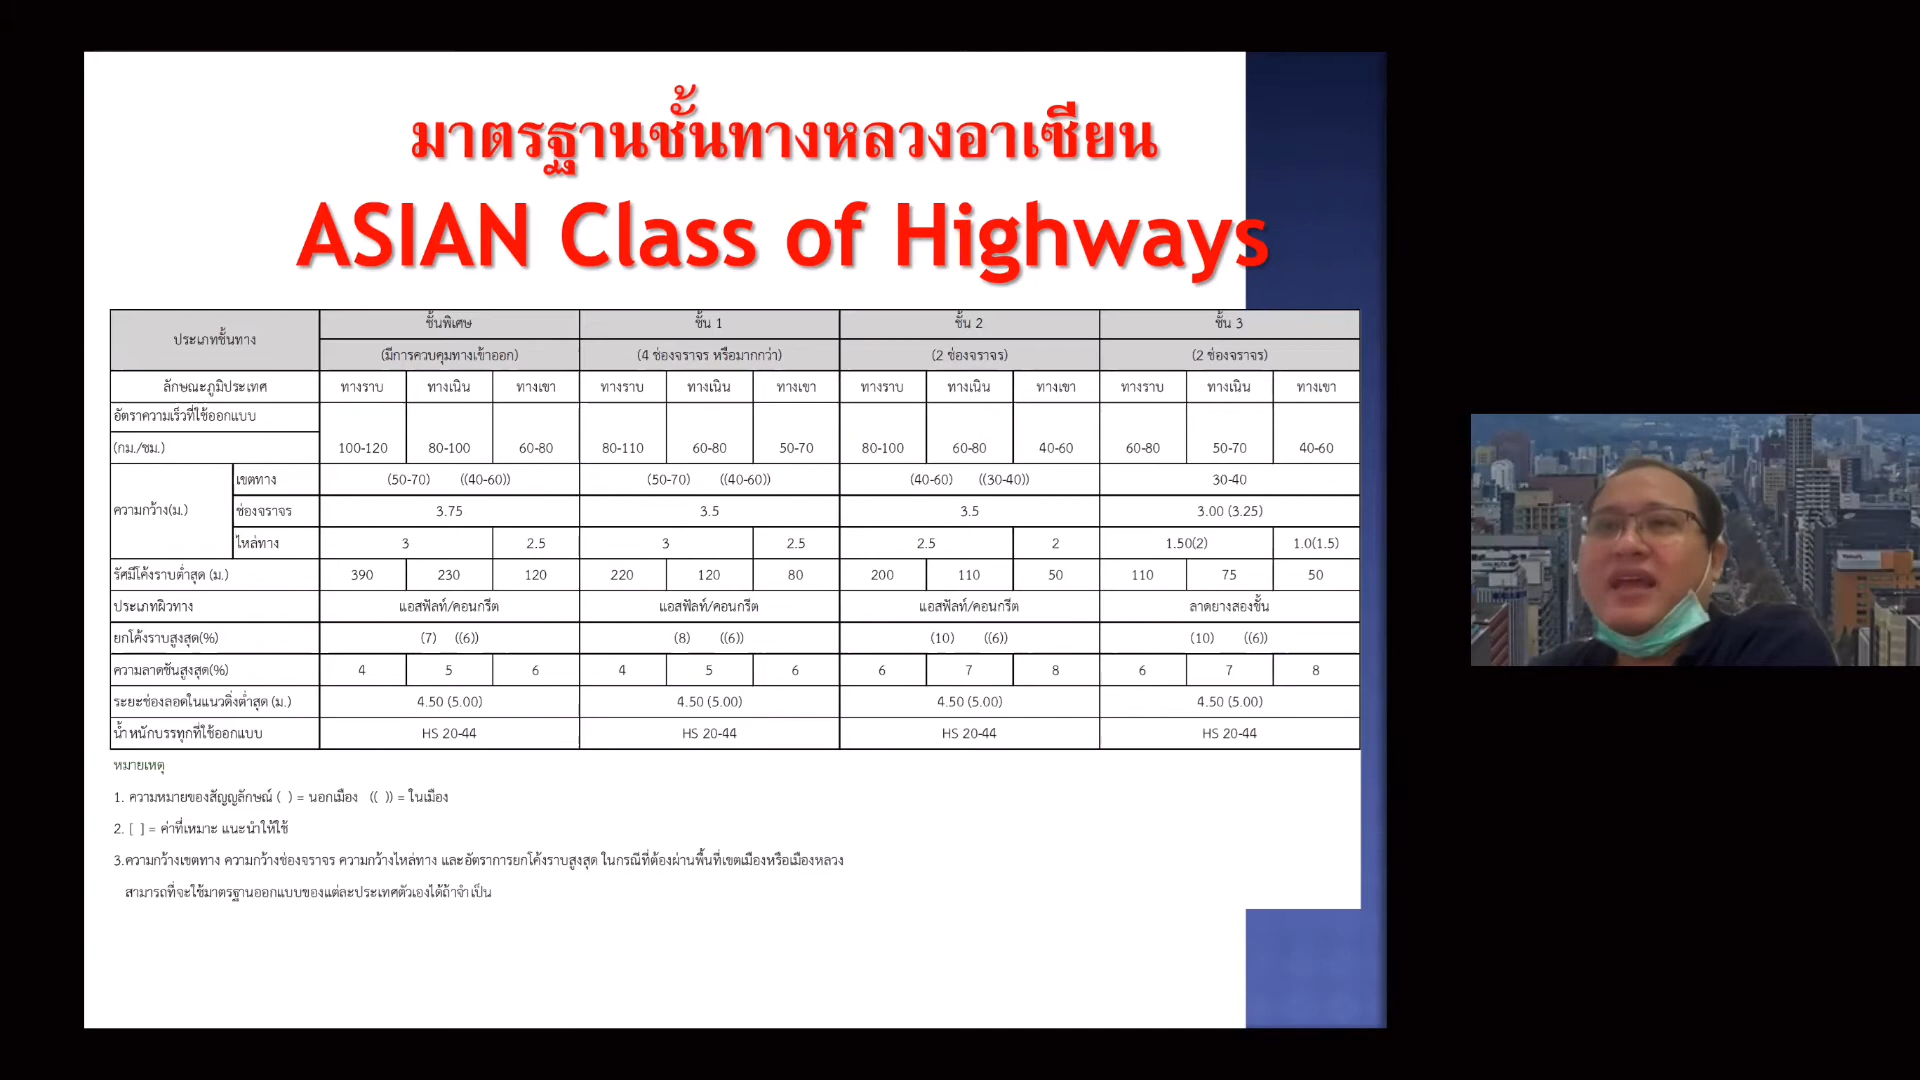 มาตรฐานชั้นทางหลวงอาเซียน
ASIAN Class of Highways
ประเภทชั้นทาง ชั้นพิเศษ ชั้น 1 ชั้น 2 ชั้น 3
(มีการควบคุมทางเข้าออก) (4 ช่องจราจร หรือมากกว่า) (2 ช่องจราจร) (2 ช่องจราจร)
ลักษณะภูมิประเทศ ทางราบ ทางเนิน ทางเขา ทางราบ ทางเนิน ทางเขา ทางราบ ทางเนิน ทางเขา ทางราบ ทางเนิน ทางเขา
อัตราความเร็วที่ใช้ออกแบบ
(กม./ชม.) 100-120 80-100 60-80 80-110 60-80 50-70 80-100 60-80 40-60 60-80 50-70 40-60
ความกว้าง(ม.) เขตทาง (50-70) ((40-60)) (50-70) ((40-60)) (40-60) ((30-40)) 30-40
ช่องจราจร 3.75 3.5 3.5 3.00 (3.25)
ไหล่ทาง 3 2.5 3 2.5 2.5 2 1.50(2) 1.0(1.5)
รัศมีโค้งราบต่ำสุด (ม.) 390 230 120 220 120 80 200 110 50 110 75 50
ประเภทผิวทาง แอสฟัลท์/คอนกรีต แอสฟัลท์/คอนกรีต แอสฟัลท์/คอนกรีต ลาดยางสองชั้น
ยกโค้งราบสูงสุด(%) (7) ((6)) (8) ((6)) (10) ((6)) (10) ((6))
ความลาดชันสูงสุด(%) 4 5 6 4 5 6 6 7 8 6 7 8
ระยะช่องลอดในแนวดิ่งต่ำสุด (ม.) 4.50 (5.00) 4.50 (5.00) 4.50 (5.00) 4.50 (5.00)
น้ำหนักบรรทุกที่ใช้ออกแบบ HS 20-44 HS 20-44 HS 20-44 HS 20-44
หมายเหตุ
1. ความหมายของสัญญลักษณ์ ( ) = นอกเมือง (( )) = ในเมือง
2. [ ] = ค่าที่เหมาะ แนะนำให้ใช้
3.ความกว้างเขตทาง ความกว้างช่องจราจร ความกว้างไหล่ทาง และอัตราการยกโค้งราบสูงสุด ในกรณีที่ต้องผ่านพื้นที่เขตเมืองหรือเมืองหลวง
สามารถที่จะใช้มาตรฐานออกแบบของแต่ละประเทศตัวเองได้ถ้าจำเป็น